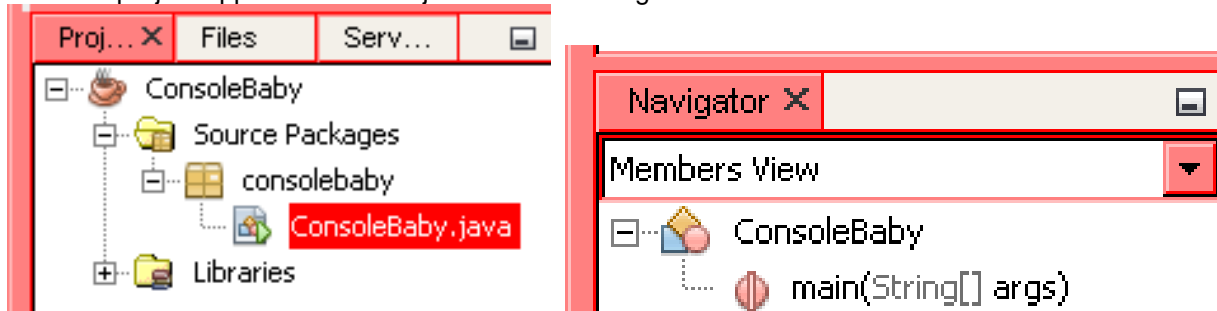 Proj... Files Serv...
ConsoleBaby
Source Packages
consolebaby
ConsoleBaby.java
Libraries
Navigator
Members View
ConsoleBaby
main(String[] args)